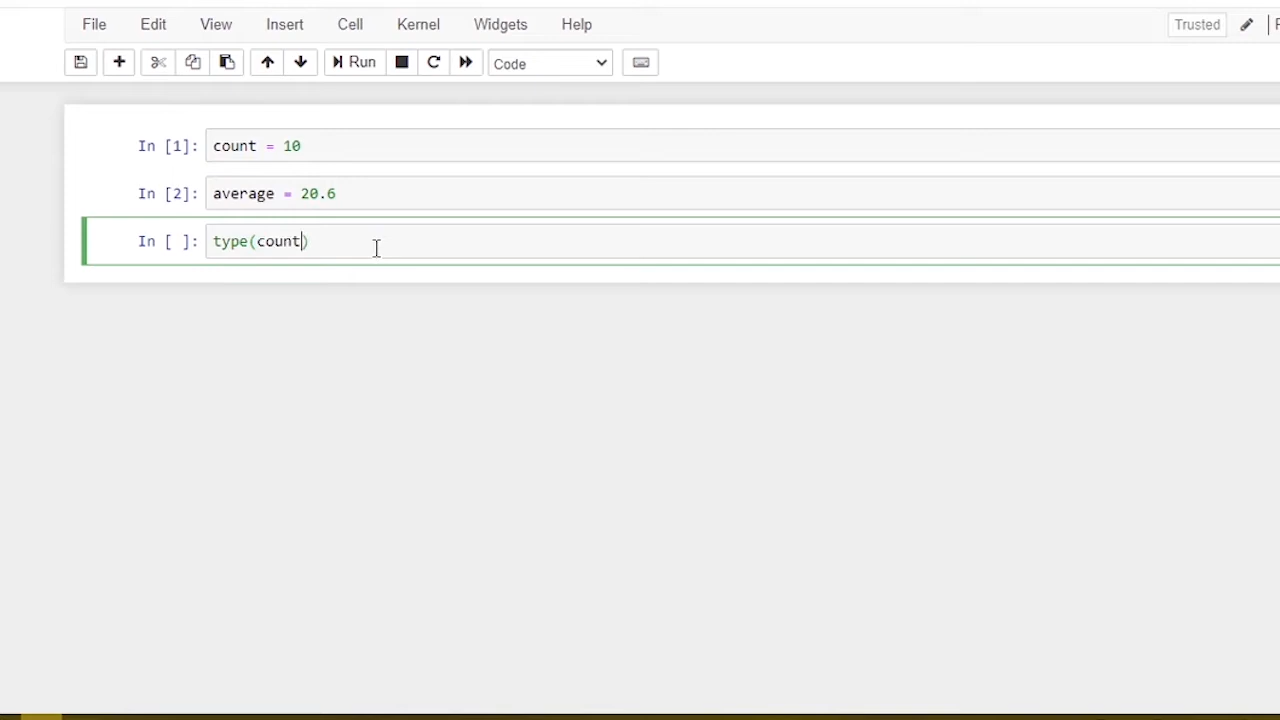 File Edit View Insert Cell Kernel Widgets Help Trusted
Run Code
In [1]: count = 10
In [2]: average = 20.6
In [ ]: type(count)